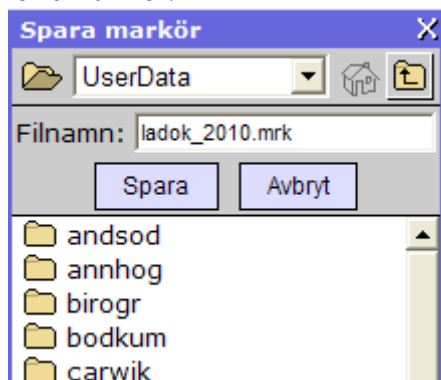 Spara markör
UserData
Filnamn: ladok_2010.mrk
Spara Avbryt
andsod
annhog
birogr
bodkum
carwik